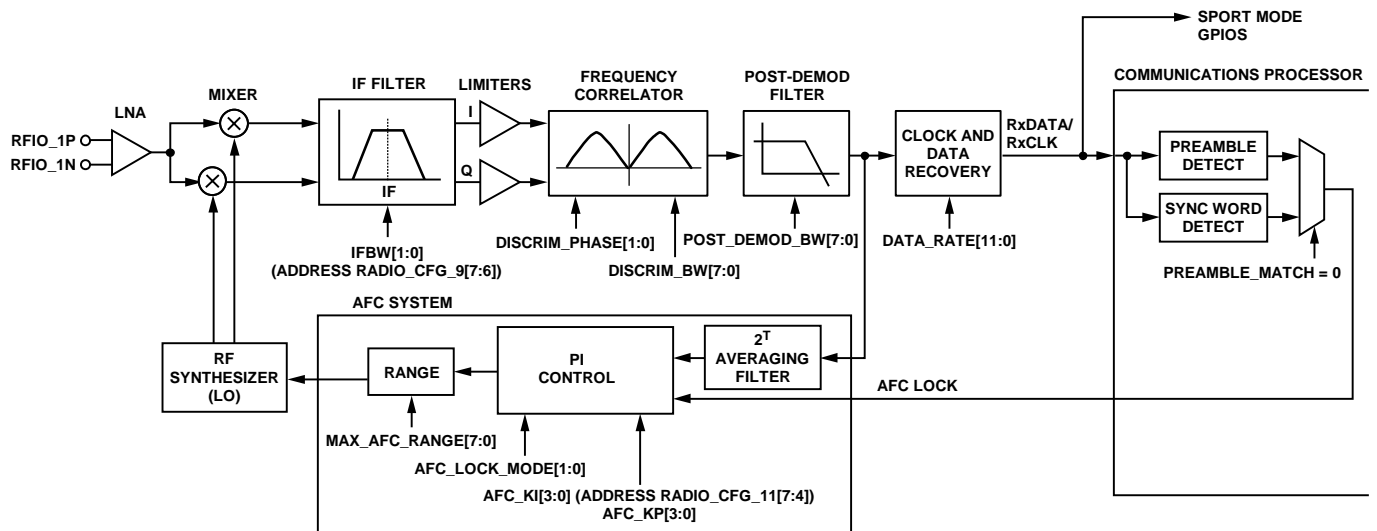 SPORT MODE
GPIOS
COMMUNICATIONS PROCESSOR
LNA
MIXER
IF FILTER
LIMITERS
FREQUENCY
CORRELATOR
POST-DEMOD
FILTER
RFIO_1P
RFIO_1N
I
Q
IF
CLOCK AND
DATA
RECOVERY
RxDATA/
RxCLK
PREAMBLE
DETECT
SYNC WORD
DETECT
IFBW[1:0]
(ADDRESS RADIO_CFG_9[7:6])
DISCRIM_PHASE[1:0]
DISCRIM_BW[7:0]
POST_DEMOD_BW[7:0]
DATA_RATE[11:0]
PREAMBLE_MATCH = 0
AFC SYSTEM
RF
SYNTHESIZER
(LO)
RANGE
PI
CONTROL
2T
AVERAGING
FILTER
AFC LOCK
MAX_AFC_RANGE[7:0]
AFC_LOCK_MODE[1:0]
AFC_KI[3:0] (ADDRESS RADIO_CFG_11[7:4])
AFC_KP[3:0]